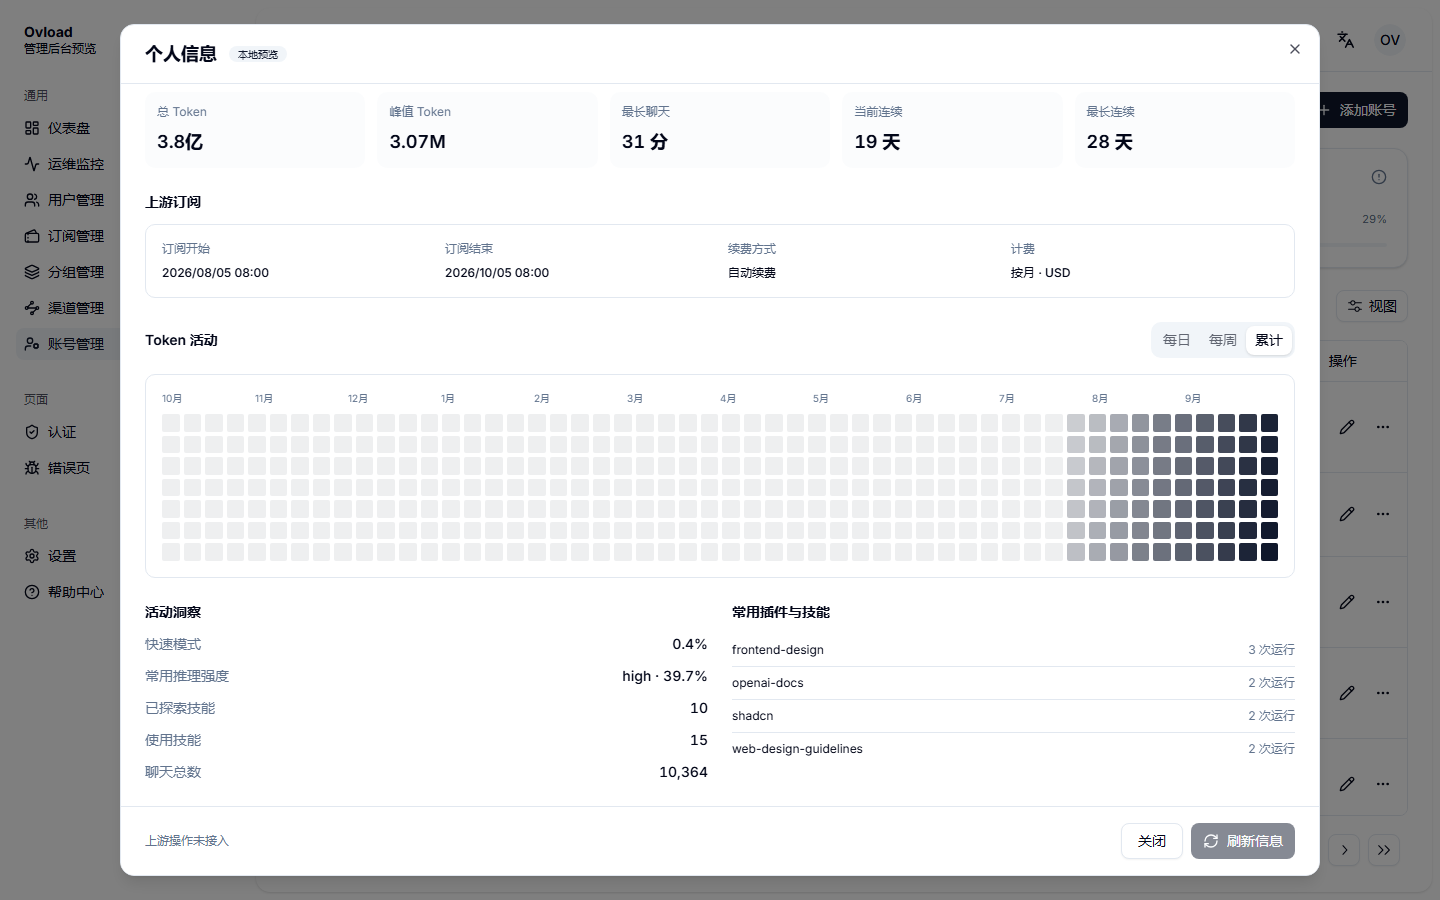 Ovload
管理后台预览
通用
仪表盘
运维监控
用户管理
订阅管理
分组管理
渠道管理
账号管理
页面
认证
错误页
其他
设置
帮助中心
OV
添加账号
29%
视图
操作
个人信息
本地预览
总 Token
3.8亿
峰值 Token
3.07M
最长聊天
31 分
当前连续
19 天
最长连续
28 天
上游订阅
订阅开始
2026/08/05 08:00
订阅结束
2026/10/05 08:00
续费方式
自动续费
计费
按月 · USD
Token 活动
每日
每周
累计
10月 11月 12月 1月 2月 3月 4月 5月 6月 7月 8月 9月
活动洞察
快速模式 0.4%
常用推理强度 high · 39.7%
已探索技能 10
使用技能 15
聊天总数 10,364
常用插件与技能
frontend-design 3 次运行
openai-docs 2 次运行
shadcn 2 次运行
web-design-guidelines 2 次运行
上游操作未接入
关闭
刷新信息